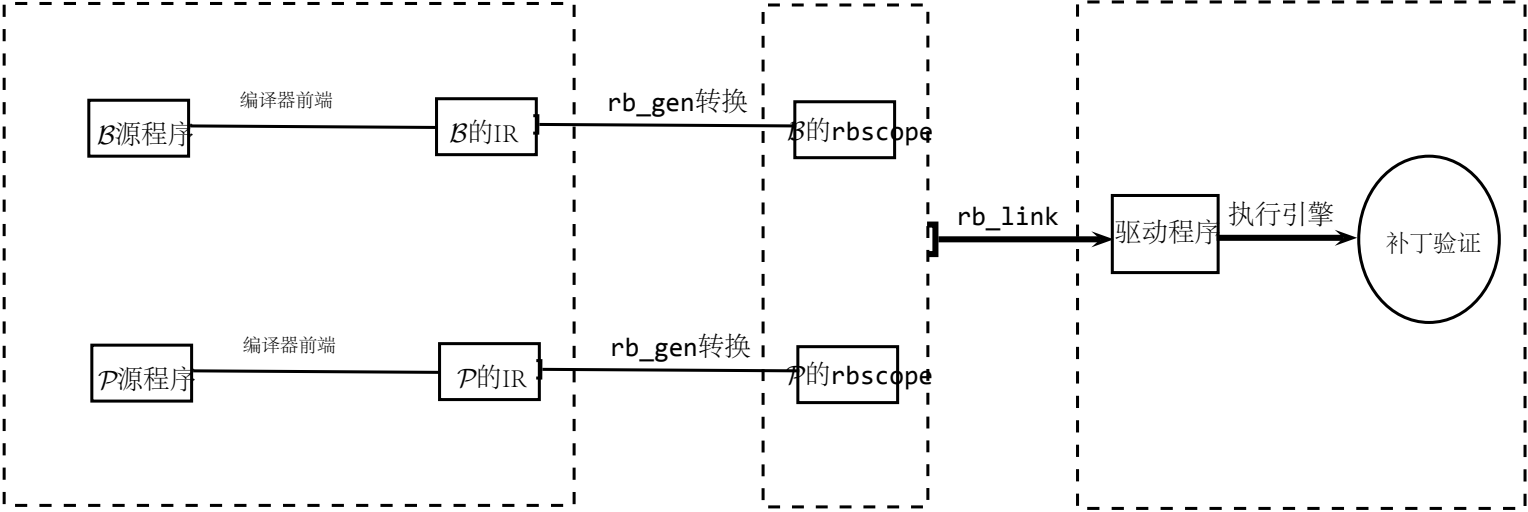 编译器前端
rb_gen转换
ℬ源程序
ℬ的IR
ℬ的rbscope
rb_link
执行引擎
驱动程序
补丁验证
编译器前端
rb_gen转换
𝒫源程序
𝒫的IR
𝒫的rbscope